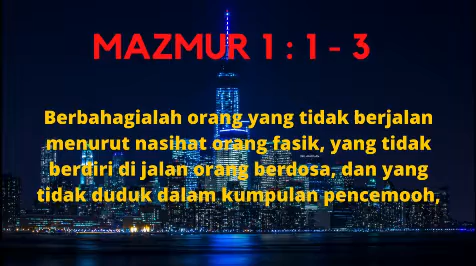 MAZMUR 1 : 1 - 3
Berbahagialah orang yang tidak berjalan
menurut nasihat orang fasik, yang tidak
berdiri di jalan orang berdosa, dan yang
tidak duduk dalam kumpulan pencemooh,